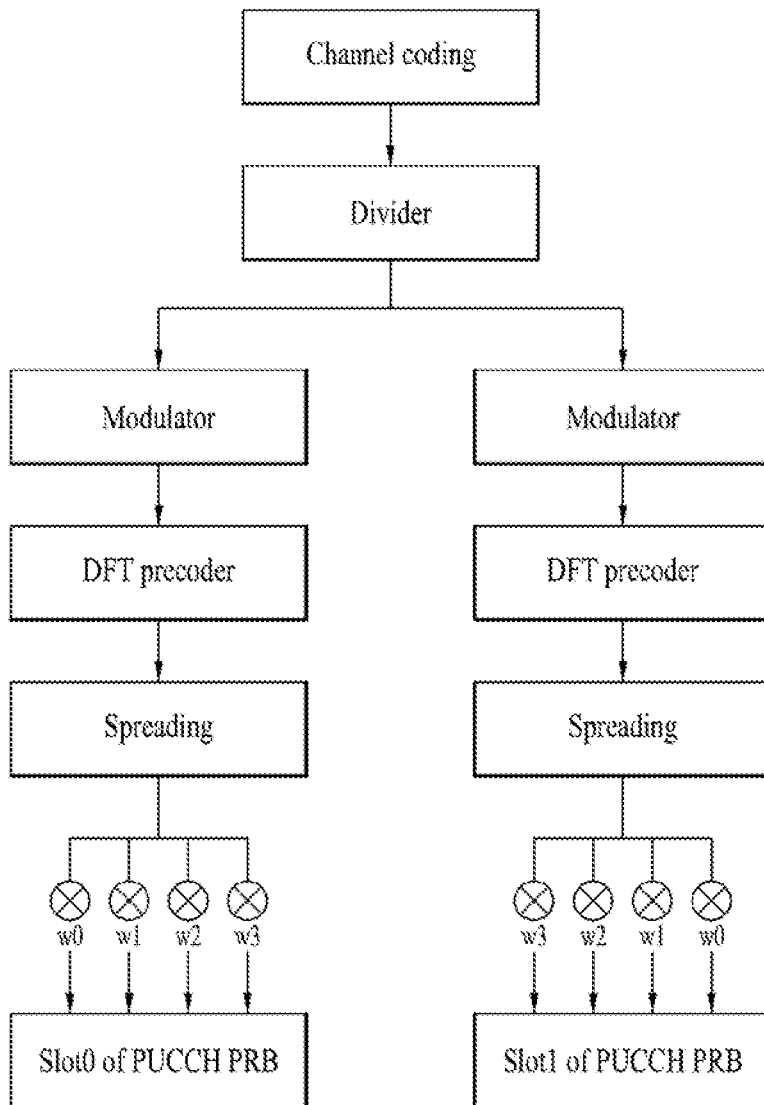 Channel coding
Divider
Modulator
Modulator
DFT precoder
DFT precoder
Spreading
Spreading
w0 w1 w2 w3
w3 w2 w1 w0
Slot0 of PUCCH PRB
Slot1 of PUCCH PRB